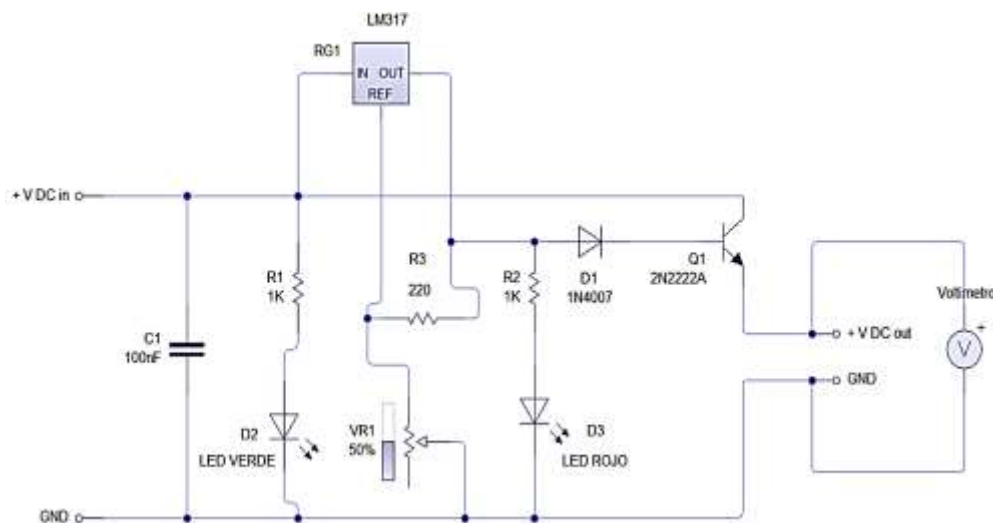 LM317
RG1
IN OUT
REF
+ V DC in
R1
1K
R3
220
R2
1K
D1
1N4007
Q1
2N2222A
Voltimetro
+
V
C1
100nF
+ V DC out
GND
D2
LED VERDE
VR1
50%
D3
LED ROJO
GND